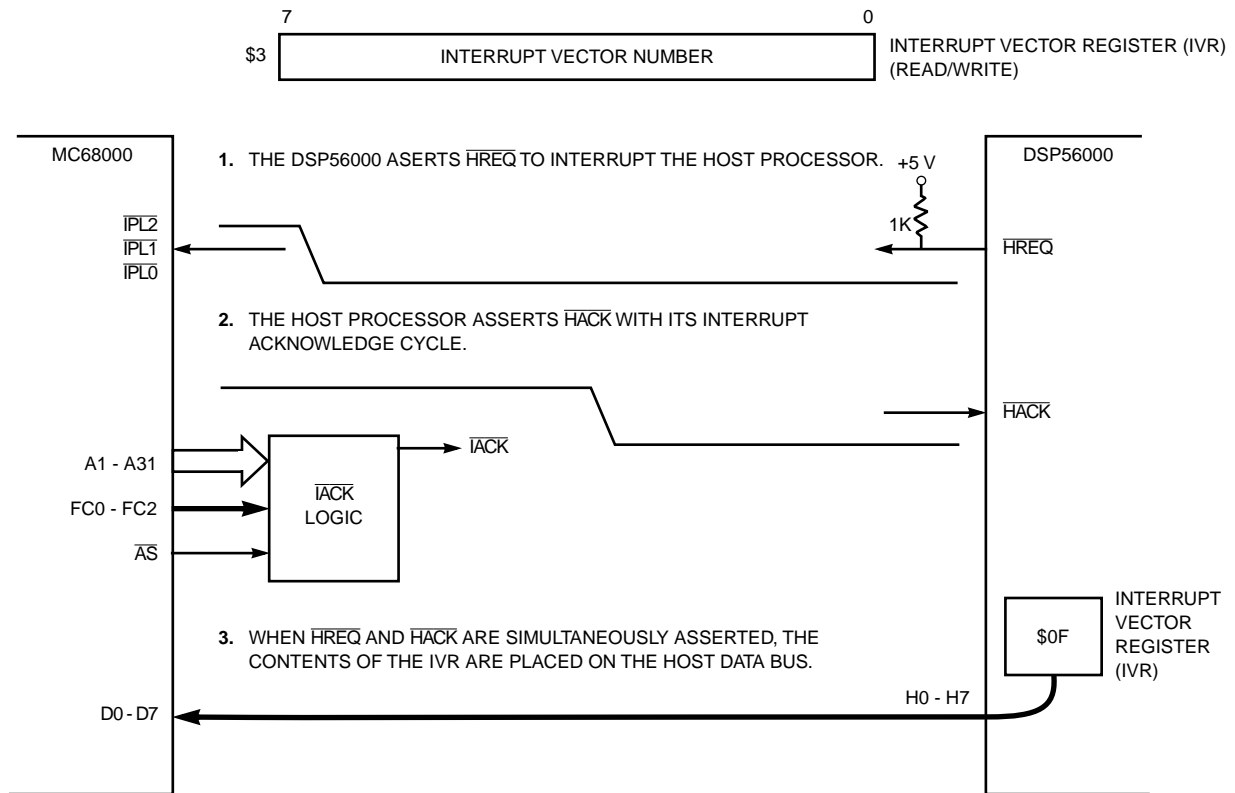 7 0
$3 INTERRUPT VECTOR NUMBER INTERRUPT VECTOR REGISTER (IVR)
(READ/WRITE)
MC68000
1. THE DSP56000 ASERTS HREQ TO INTERRUPT THE HOST PROCESSOR.
+5 V
DSP56000
1K
IPL2
IPL1
IPL0
HREQ
2. THE HOST PROCESSOR ASSERTS HACK WITH ITS INTERRUPT
ACKNOWLEDGE CYCLE.
HACK
A1 - A31
FC0 - FC2
AS
IACK
LOGIC
IACK
3. WHEN HREQ AND HACK ARE SIMULTANEOUSLY ASSERTED, THE
CONTENTS OF THE IVR ARE PLACED ON THE HOST DATA BUS.
$0F
INTERRUPT
VECTOR
REGISTER
(IVR)
D0 - D7
H0 - H7